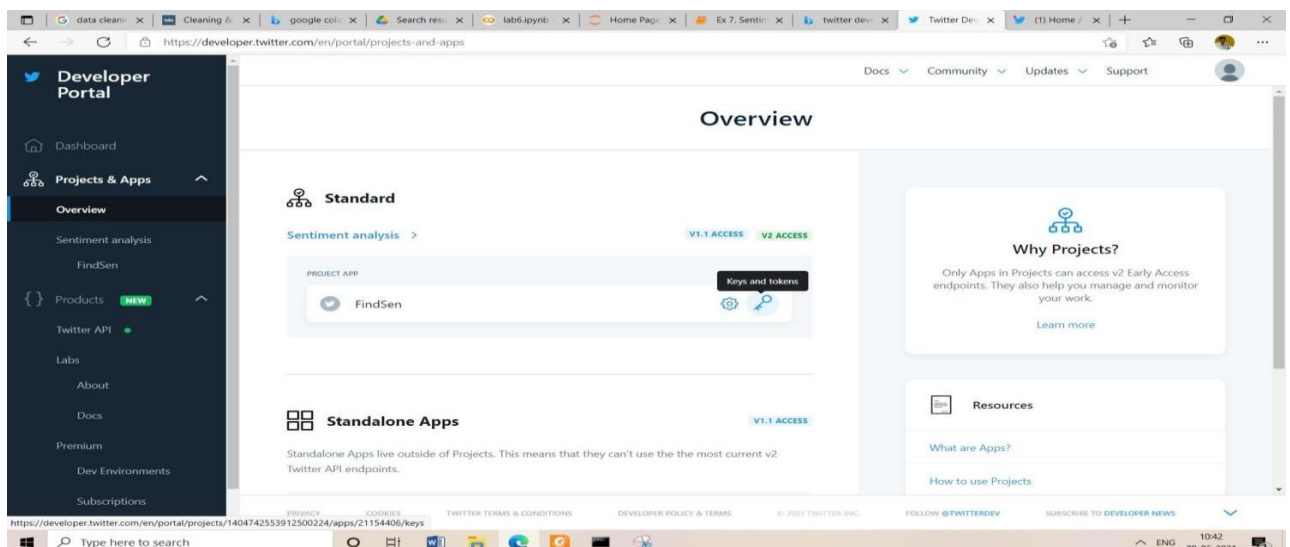 data cleanin
Cleaning &
google cola
Search resu
lab6.ipynb
Home Page
Ex 7. Sentim
twitter deve
Twitter Dev
(1) Home /
https://developer.twitter.com/en/portal/projects-and-apps
Developer
Portal
Docs
Community
Updates
Support
Overview
Dashboard
Projects & Apps
Overview
Sentiment analysis
FindSen
{ } Products NEW
Twitter API
Labs
About
Docs
Premium
Dev Environments
Subscriptions
Standard
Sentiment analysis >
V1.1 ACCESS V2 ACCESS
PROJECT APP
Keys and tokens
FindSen
Standalone Apps
V1.1 ACCESS
Standalone Apps live outside of Projects. This means that they can't use the the most current v2
Twitter API endpoints.
Why Projects?
Only Apps in Projects can access v2 Early Access
endpoints. They also help you manage and monitor
your work.
Learn more
Resources
What are Apps?
How to use Projects
PRIVACY COOKIES TWITTER TERMS & CONDITIONS DEVELOPER POLICY & TERMS © 2021 TWITTER INC. FOLLOW @TWITTERDEV SUBSCRIBE TO DEVELOPER NEWS
https://developer.twitter.com/en/portal/projects/1404742553912500224/apps/21154406/keys
Type here to search
ENG
10:42